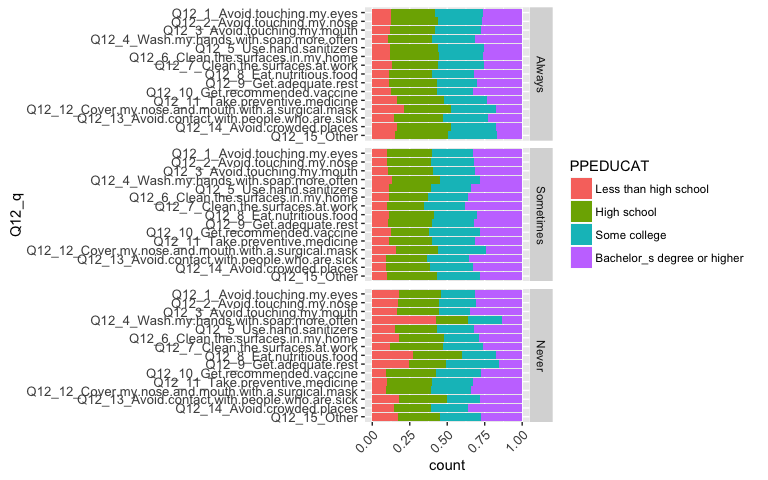 Q12_q
Q12_1_Avoid.touching.my.eyes
Q12_2_Avoid.touching.my.nose
Q12_3_Avoid.touching.my.mouth
Q12_4_Wash.my.hands.with.soap.more.often
Q12_5_Use.hand.sanitizers
Q12_6_Clean.the.surfaces.in.my.home
Q12_7_Clean.the.surfaces.at.work
Q12_8_Eat.nutritious.food
Q12_9_Get.adequate.rest
Q12_10_Get.recommended.vaccine
Q12_11_Take.preventive.medicine
Q12_12_Cover.my.nose.and.mouth.with.a.surgical.mask
Q12_13_Avoid.contact.with.people.who.are.sick
Q12_14_Avoid.crowded.places
Q12_15_Other
Always
Q12_1_Avoid.touching.my.eyes
Q12_2_Avoid.touching.my.nose
Q12_3_Avoid.touching.my.mouth
Q12_4_Wash.my.hands.with.soap.more.often
Q12_5_Use.hand.sanitizers
Q12_6_Clean.the.surfaces.in.my.home
Q12_7_Clean.the.surfaces.at.work
Q12_8_Eat.nutritious.food
Q12_9_Get.adequate.rest
Q12_10_Get.recommended.vaccine
Q12_11_Take.preventive.medicine
Q12_12_Cover.my.nose.and.mouth.with.a.surgical.mask
Q12_13_Avoid.contact.with.people.who.are.sick
Q12_14_Avoid.crowded.places
Q12_15_Other
Sometimes
Q12_1_Avoid.touching.my.eyes
Q12_2_Avoid.touching.my.nose
Q12_3_Avoid.touching.my.mouth
Q12_4_Wash.my.hands.with.soap.more.often
Q12_5_Use.hand.sanitizers
Q12_6_Clean.the.surfaces.in.my.home
Q12_7_Clean.the.surfaces.at.work
Q12_8_Eat.nutritious.food
Q12_9_Get.adequate.rest
Q12_10_Get.recommended.vaccine
Q12_11_Take.preventive.medicine
Q12_12_Cover.my.nose.and.mouth.with.a.surgical.mask
Q12_13_Avoid.contact.with.people.who.are.sick
Q12_14_Avoid.crowded.places
Q12_15_Other
Never
0.00
0.25
0.50
0.75
1.00
count
PPEDUCAT
Less than high school
High school
Some college
Bachelor_s degree or higher